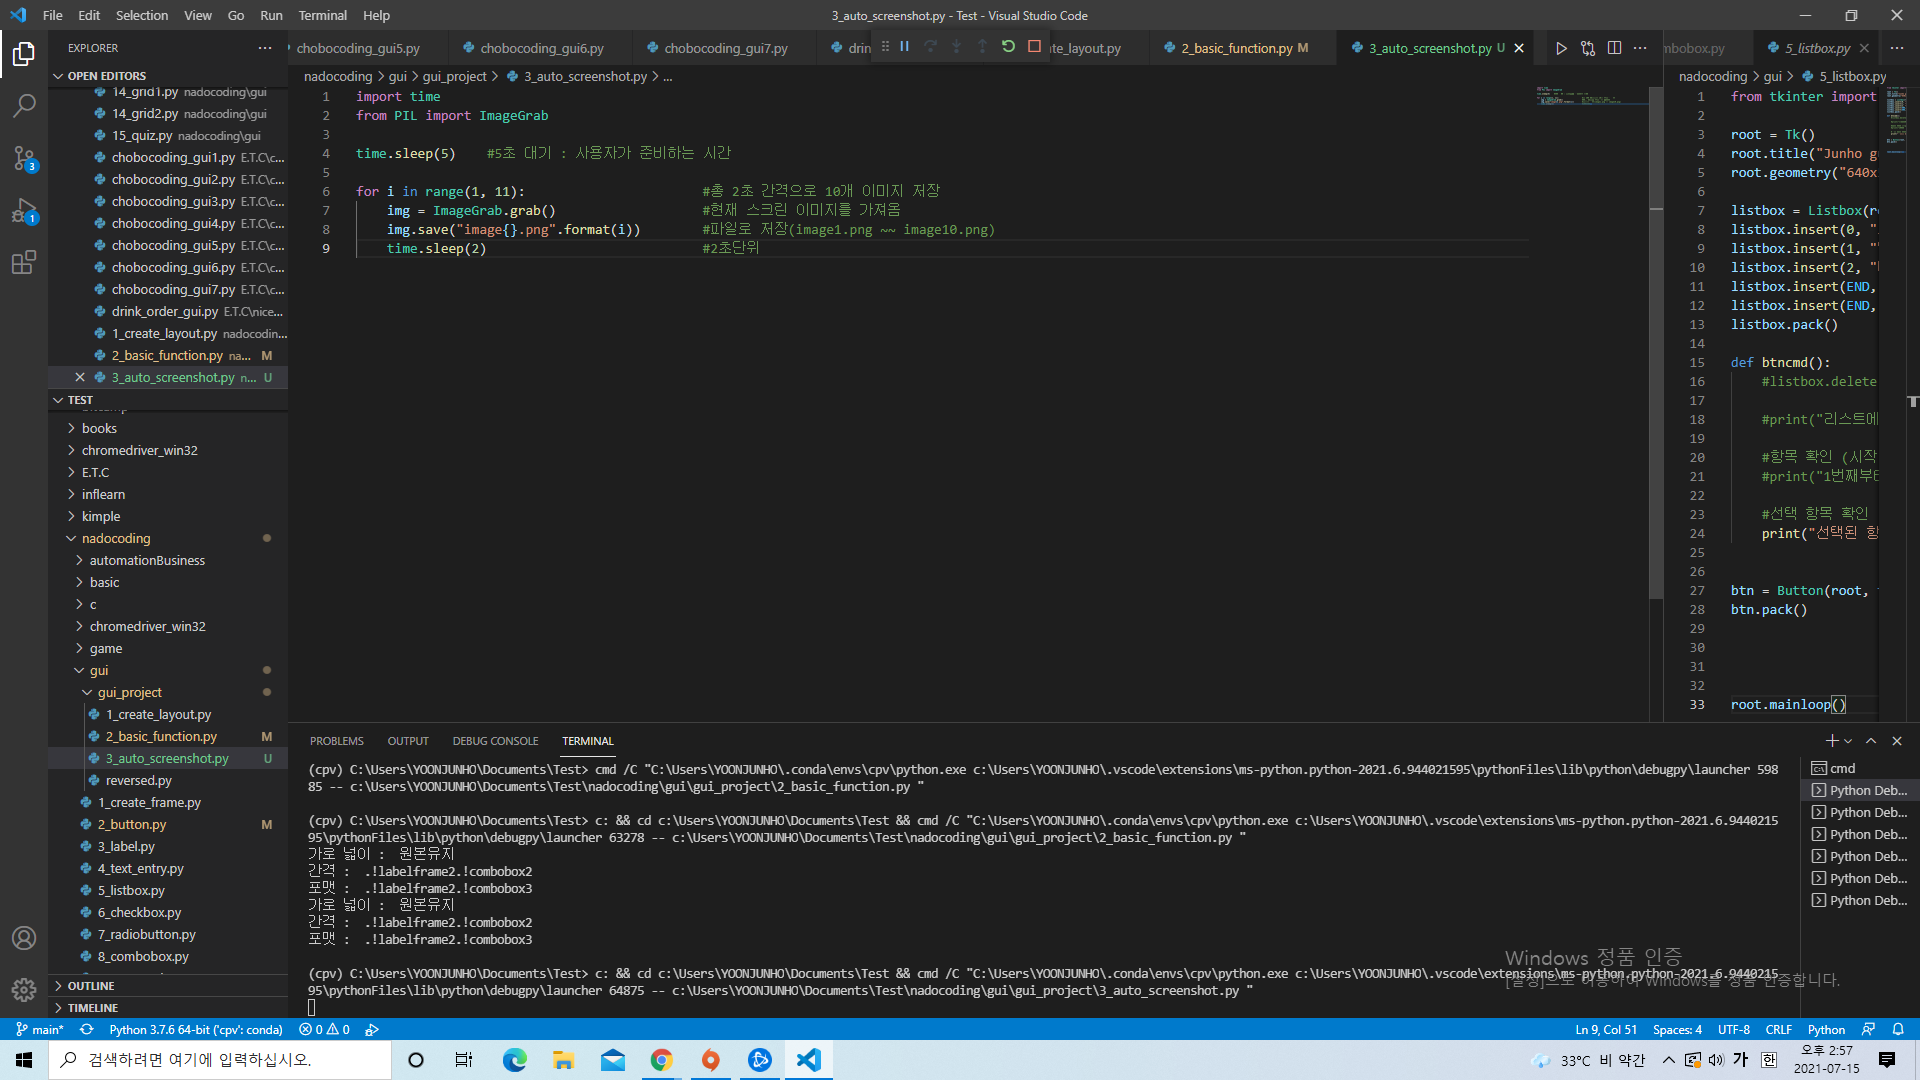 File Edit Selection View Go Run Terminal Help
3_auto_screenshot.py - Test - Visual Studio Code
EXPLORER
OPEN EDITORS
14_grid1.py nadocoding\gui
14_grid2.py nadocoding\gui
15_quiz.py nadocoding\gui
chobocoding_gui1.py E.T.C\c...
chobocoding_gui2.py E.T.C\c...
chobocoding_gui3.py E.T.C\c...
chobocoding_gui4.py E.T.C\c...
chobocoding_gui5.py E.T.C\c...
chobocoding_gui6.py E.T.C\c...
chobocoding_gui7.py E.T.C\c...
drink_order_gui.py E.T.C\nice...
1_create_layout.py nadocodin...
2_basic_function.py na... M
3_auto_screenshot.py n... U
TEST
books
chromedriver_win32
E.T.C
inflearn
kimple
nadocoding
automationBusiness
basic
c
chromedriver_win32
game
gui
gui_project
1_create_layout.py
2_basic_function.py M
3_auto_screenshot.py U
reversed.py
1_create_frame.py
2_button.py M
3_label.py
4_text_entry.py
5_listbox.py
6_checkbox.py
7_radiobutton.py
8_combobox.py
OUTLINE
TIMELINE
chobocoding_gui5.py chobocoding_gui6.py chobocoding_gui7.py drin te_layout.py 2_basic_function.py M 3_auto_screenshot.py U
nadocoding > gui > gui_project > 3_auto_screenshot.py > ...
1 import time
2 from PIL import ImageGrab
3
4 time.sleep(5) #5초 대기 : 사용자가 준비하는 시간
5
6 for i in range(1, 11): #총 2초 간격으로 10개 이미지 저장
7 img = ImageGrab.grab() #현재 스크린 이미지를 가져옴
8 img.save("image{}.png".format(i)) #파일로 저장(image1.png ~~ image10.png)
9 time.sleep(2) #2초단위
mbobox.py 5_listbox.py
nadocoding > gui > 5_listbox.py
1 from tkinter import
2
3 root = Tk()
4 root.title("Junho g
5 root.geometry("640x
6
7 listbox = Listbox(r
8 listbox.insert(0, "
9 listbox.insert(1, "
10 listbox.insert(2, "
11 listbox.insert(END,
12 listbox.insert(END,
13 listbox.pack()
14
15 def btncmd():
16 #listbox.delete
17
18 #print("리스트에
19
20 #항목 확인 (시작
21 #print("1번째부터
22
23 #선택 항목 확인
24 print("선택된 항
25
26
27 btn = Button(root,
28 btn.pack()
29
30
31
32
33 root.mainloop()
PROBLEMS OUTPUT DEBUG CONSOLE TERMINAL
(cpv) C:\Users\YOONJUNHO\Documents\Test> cmd /C "C:\Users\YOONJUNHO\.conda\envs\cpv\python.exe c:\Users\YOONJUNHO\.vscode\extensions\ms-python.python-2021.6.944021595\pythonFiles\lib\python\debugpy\launcher 598
85 -- c:\Users\YOONJUNHO\Documents\Test\nadocoding\gui\gui_project\2_basic_function.py "
(cpv) C:\Users\YOONJUNHO\Documents\Test> c: && cd c:\Users\YOONJUNHO\Documents\Test && cmd /C "C:\Users\YOONJUNHO\.conda\envs\cpv\python.exe c:\Users\YOONJUNHO\.vscode\extensions\ms-python.python-2021.6.9440215
95\pythonFiles\lib\python\debugpy\launcher 63278 -- c:\Users\YOONJUNHO\Documents\Test\nadocoding\gui\gui_project\2_basic_function.py "
가로 넓이 : 원본유지
간격 : .!labelframe2.!combobox2
포맷 : .!labelframe2.!combobox3
가로 넓이 : 원본유지
간격 : .!labelframe2.!combobox2
포맷 : .!labelframe2.!combobox3
(cpv) C:\Users\YOONJUNHO\Documents\Test> c: && cd c:\Users\YOONJUNHO\Documents\Test && cmd /C "C:\Users\YOONJUNHO\.conda\envs\cpv\python.exe c:\Users\YOONJUNHO\.vscode\extensions\ms-python.python-2021.6.9440215
95\pythonFiles\lib\python\debugpy\launcher 64875 -- c:\Users\YOONJUNHO\Documents\Test\nadocoding\gui\gui_project\3_auto_screenshot.py "
cmd
Python Deb...
Python Deb...
Python Deb...
Python Deb...
Python Deb...
Python Deb...
Windows 정품 인증
[설정]으로 이동하여 Windows를 정품 인증합니다.
3
1
main* Python 3.7.6 64-bit ('cpv': conda) 0 0 Ln 9, Col 51 Spaces: 4 UTF-8 CRLF Python
검색하려면 여기에 입력하십시오.
33°C 비 약간 가 한
오후 2:57
2021-07-15